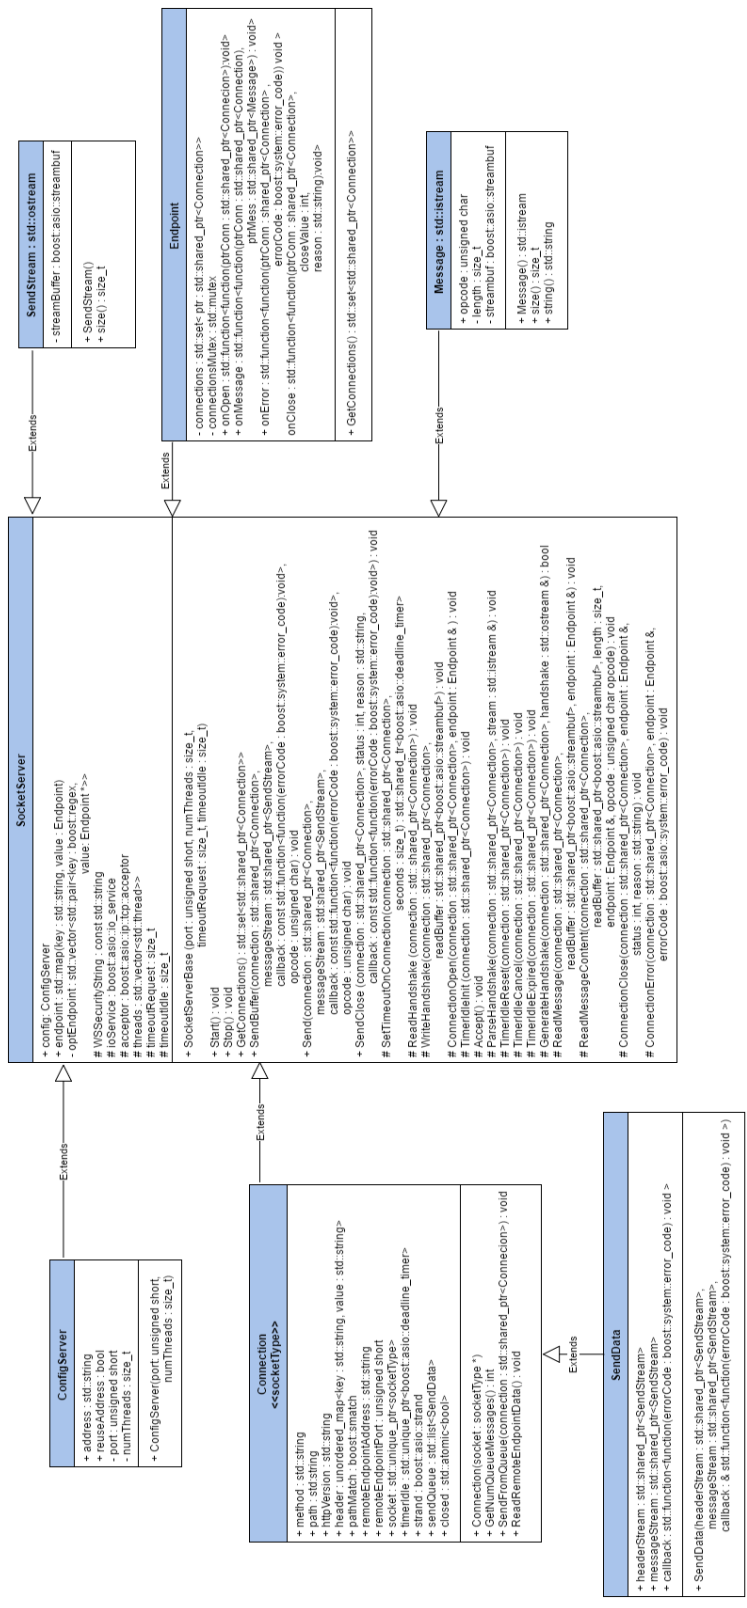 ConfigServer
+ address : std::string
+ reuseAddress : bool
- port : unsigned short
- numThreads : size_t
+ ConfigServer(port: unsigned short,
numThreads : size_t)
Extends
Connection
<<socketType>>
+ method : std::string
+ path : std:string
+ httpVersion : std::string
+ header : unordered_map<key : std::string, value : std::string>
+ pathMatch : boost::smatch
+ remoteEndpointAddress : std::string
+ remoteEndpointPort : unsigned short
+ socket : std::unique_ptr<socketType>
+ timerIdle : std::unique_ptr<boost::asio::deadline_timer>
+ strand : boost::asio::strand
+ sendQueue : std::list<SendData>
+ closed : std::atomic<bool>
+ Connection(socket : socketType *)
+ GetNumQueueMessages() : int
+ SendFromQueue(connection : std::shared_ptr<Connecion>) : void
+ ReadRemoteEndpointData() : void
Extends
Extends
SendData
+ headerStream : std::shared_ptr<SendStream>
+ messageStream : std::shared_ptr<SendStream>
+ callback : std::function<function(errorCode : boost::system::error_code) : void >
+ SendData(headerStream : std::shared_ptr<SendStream>,
messageStream : std::shared_ptr<SendStream>,
callback : & std::function<function(errorCode : boost::system::error_code) : void >)
SocketServer
+ config: ConfigServer
+ endpoint : std::map(key : std::string, value : Endpoint)
- optEndpoint : std::vector<std::pair<key : boost::regex,
value: Endpoint >>
# WSSecurityString : const std::string
# ioService : boost::asio::io_service
# acceptor : boost::asio::ip::tcp::acceptor
# threads : std::vector<std::thread>>
# timeoutRequest : size_t
# timeoutIdle : size_t
+ SocketServerBase (port : unsigned short, numThreads : size_t,
timeoutRequest : size_t, timeoutIdle : size_t)
+ Start() : void
+ Stop() : void
+ GetConnections() : std::set<std::shared_ptr<Connection>>
+ SendBuffer(connection : std::shared_ptr<Connection>,
messageStream : std::shared_ptr<SendStream>,
callback : const std::function<function(errorCode : boost::system::error_code):void>,
opcode : unsigned char) : void
+ Send(connection : std::shared_ptr<Connection>,
messageStream : std::shared_ptr<SendStream>,
callback : const std::function<function(errorCode : boost::system::error_code):void>,
opcode : unsigned char) : void
+ SendClose (connection : std::shared_ptr<Connection>, status : int, reason : std::string,
callback : const std::function<function(errorCode : boost::system::error_code):void>) : void
# SetTimeoutOnConnection(connection : std::shared_ptr<Connection>,
seconds : size_t) : std::shared_tr<boost::asio::deadline_timer>
# ReadHandshake (connection : std::shared_ptr<Connection>) : void
# WriteHandshake(connection : std::shared_ptr<Connection>,
readBuffer : std::shared_ptr<boost::asio::streambuf>) : void
# ConnectionOpen(connection : std::shared_ptr<Connection>, endpoint : Endpoint & ) : void
# TimerIdleInit (connection : std::shared_ptr<Connection>) : void
# Accept() : void
# ParseHandshake(connection : std::shared_ptr<Connection>, stream : std::istream &) : void
# TimerIdleReset(connection : std::shared_ptr<Connection>) : void
# TimerIdleCancel(connection : std::shared_ptr<Connection>) : void
# TimerIdleExpired(connection : std::shared_ptr<Connection>) : void
# GenerateHandshake(connection : std::shared_ptr<Connection>, handshake : std::ostream &) : bool
# ReadMessage(connection : std::shared_ptr<Connection>,
readBuffer : std::shared_ptr<boost::asio::streambuf>, endpoint : Endpoint &) : void
# ReadMessageContent(connection : std::shared_ptr<Connection>,
readBuffer : std::shared_ptr<boost::asio::streambuf>, length : size_t,
endpoint : Endpoint &, opcode : unsigned char opcode) : void
# ConnectionClose(connection : std::shared_ptr<Connection>, endpoint : Endpoint &,
status : int, reason : std::string) : void
# ConnectionError(connection : std::shared_ptr<Connection>, endpoint : Endpoint &,
errorCode : boost::asio::system::error_code) : void
Extends
SendStream : std::ostream
- streamBuffer : boost::asio::streambuf
+ SendStream()
+ size() : size_t
Extends
Endpoint
- connections : std::set< ptr : std::shared_ptr<Connection>>
- connectionsMutex : std::mutex
+ onOpen : std::function<function(ptrConn : std::shared_ptr<Connecion>):void>
+ onMessage : std::function<function(ptrConn : std::shared_ptr<Connection),
ptrMess : std::shared_ptr<Message>) : void>
+ onError : std::function<function(ptrConn : shared_ptr<Connection>,
errorCode : boost::system::error_code)) void >
onClose : std::function<function(ptrConn : shared_ptr<Connection>,
closeValue : int,
reason : std::string):void>
+ GetConnections() : std::set<std::shared_ptr<Connection>>
Extends
Message : std::istream
+ opcode : unsigned char
- length : size_t
- streambuf : boost::asio::streambuf
+ Message() : std::istream
+ size() : size_t
+ string() : std::string